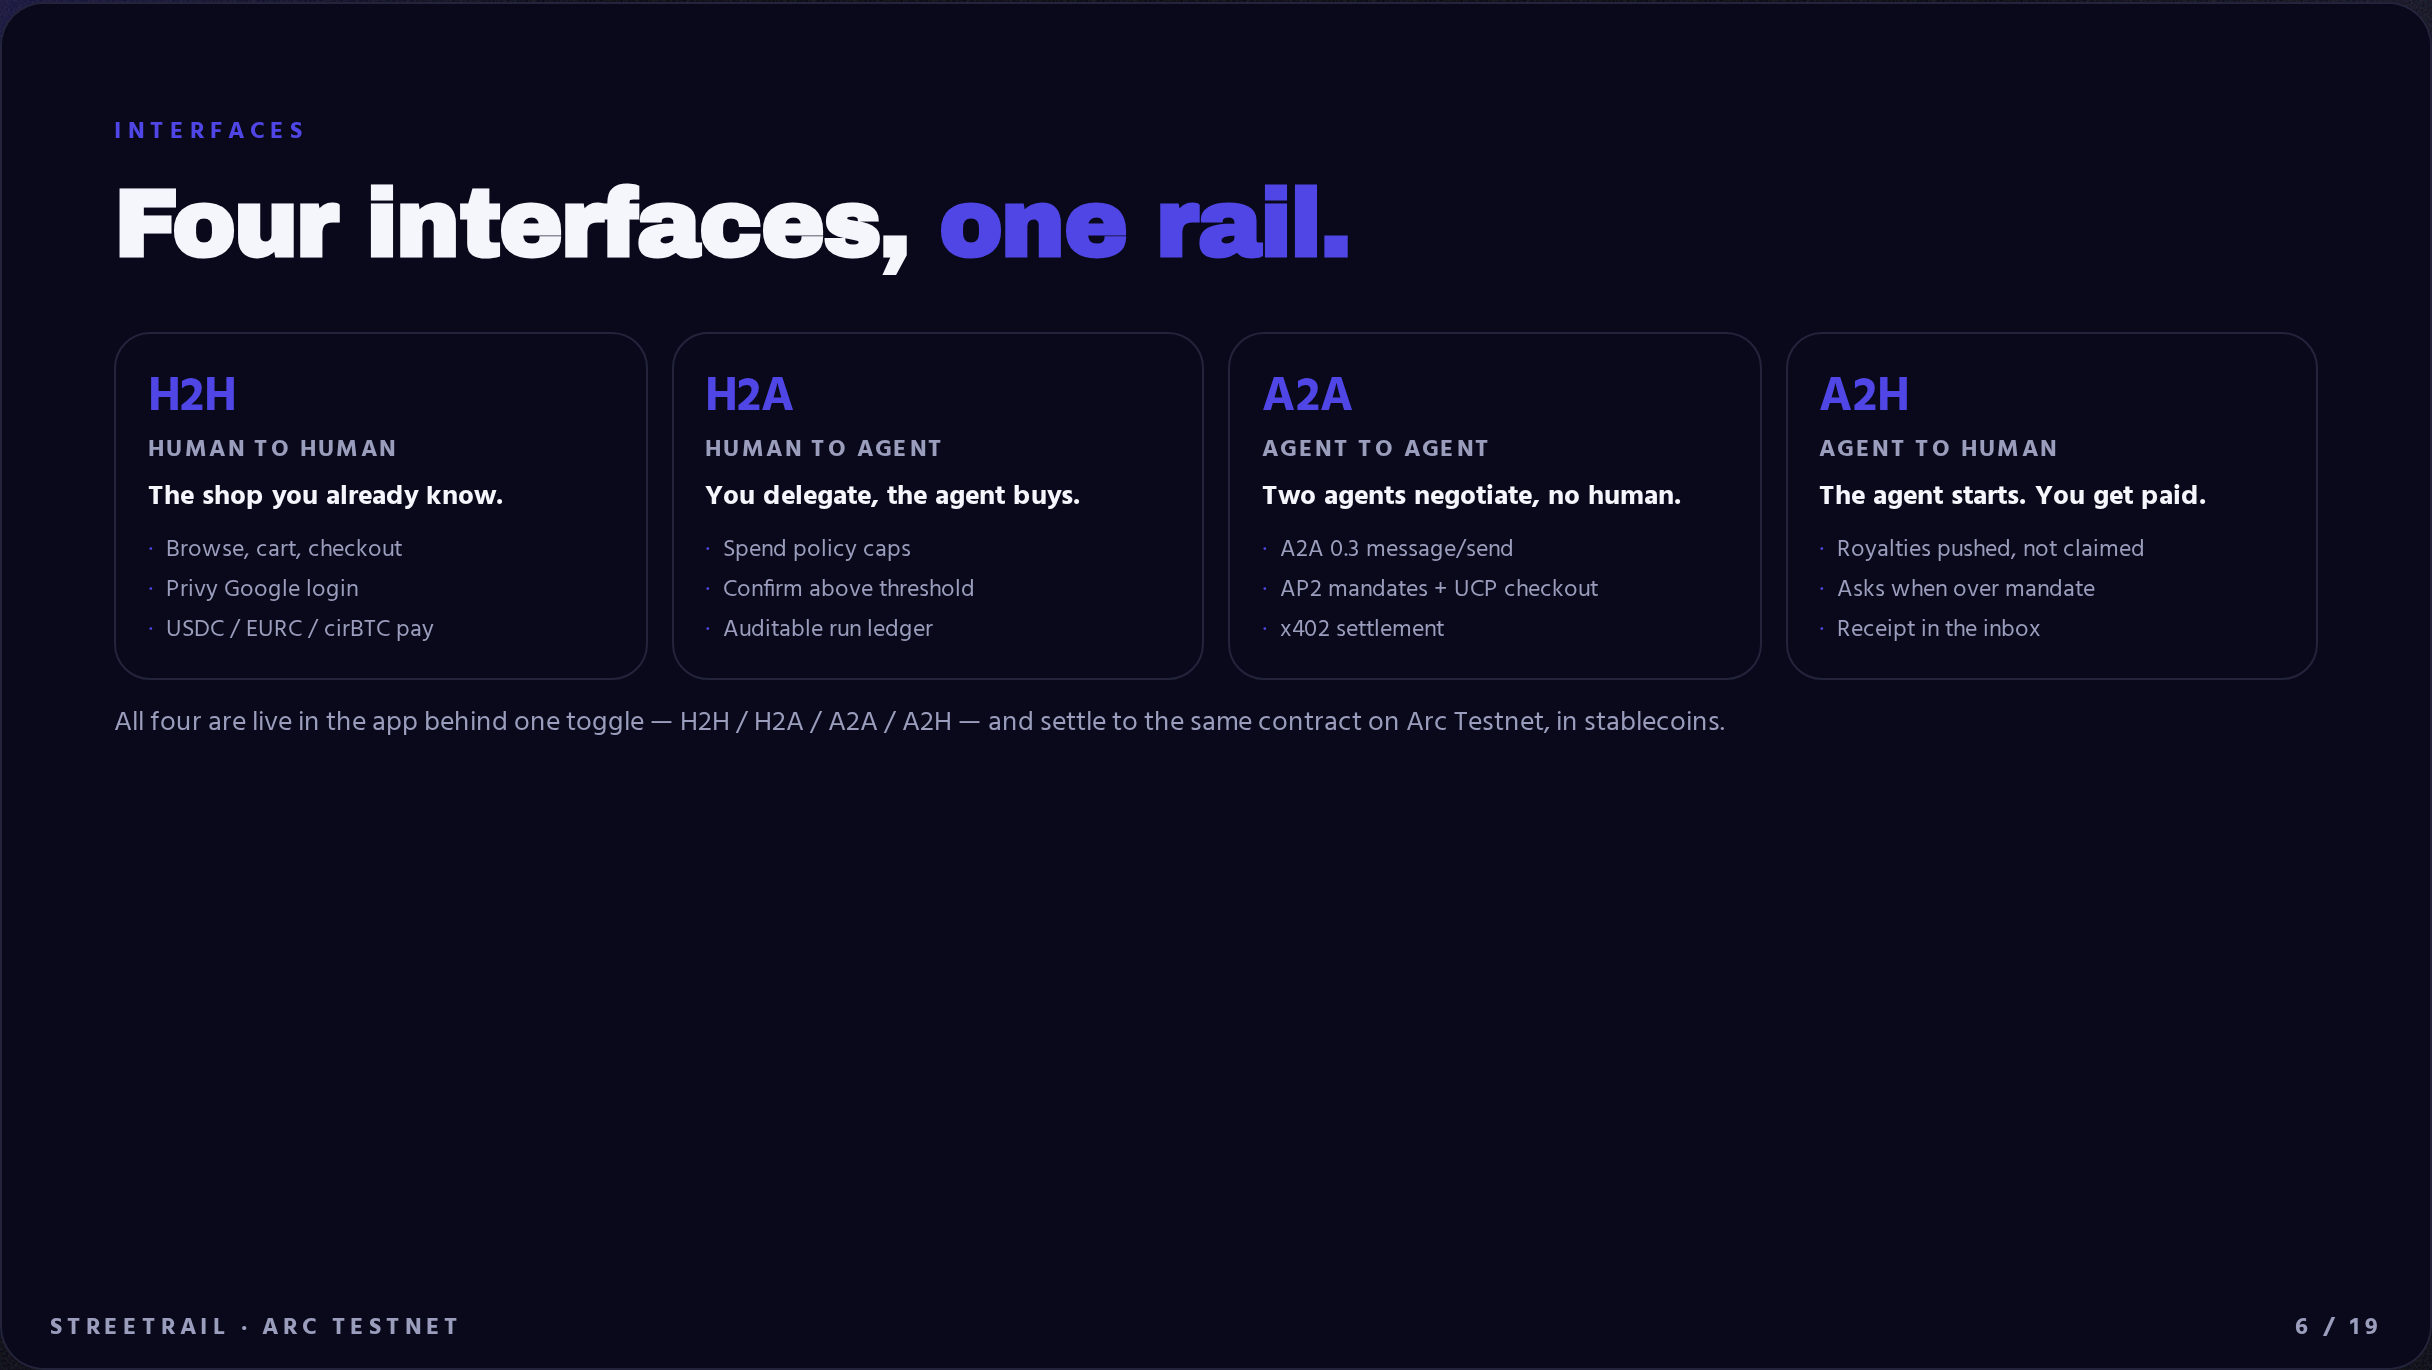 INTERFACES
Four interfaces, one rail.
H2H
HUMAN TO HUMAN
The shop you already know.
· Browse, cart, checkout
· Privy Google login
· USDC / EURC / cirBTC pay
H2A
HUMAN TO AGENT
You delegate, the agent buys.
· Spend policy caps
· Confirm above threshold
· Auditable run ledger
A2A
AGENT TO AGENT
Two agents negotiate, no human.
· A2A 0.3 message/send
· AP2 mandates + UCP checkout
· x402 settlement
A2H
AGENT TO HUMAN
The agent starts. You get paid.
· Royalties pushed, not claimed
· Asks when over mandate
· Receipt in the inbox
All four are live in the app behind one toggle — H2H / H2A / A2A / A2H — and settle to the same contract on Arc Testnet, in stablecoins.
STREETRAIL · ARC TESTNET
6 / 19